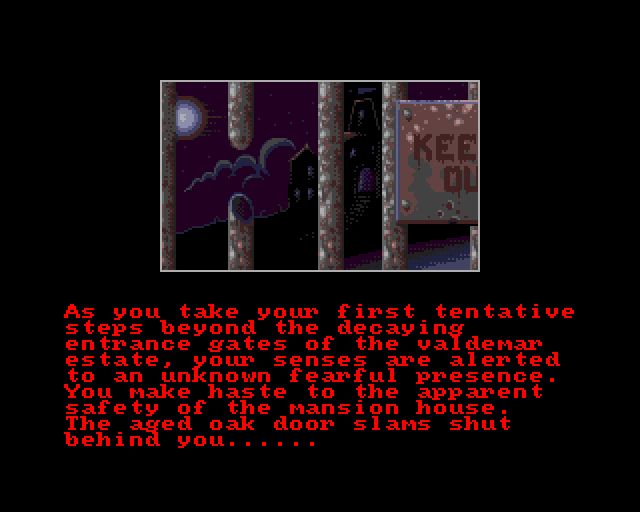 KEE
OU
As you take your first tentative
steps beyond the decaying
entrance gates of the valdemar
estate, your senses are alerted
to an unknown fearful presence.
You make haste to the apparent
safety of the mansion house.
The aged oak door slams shut
behind you......